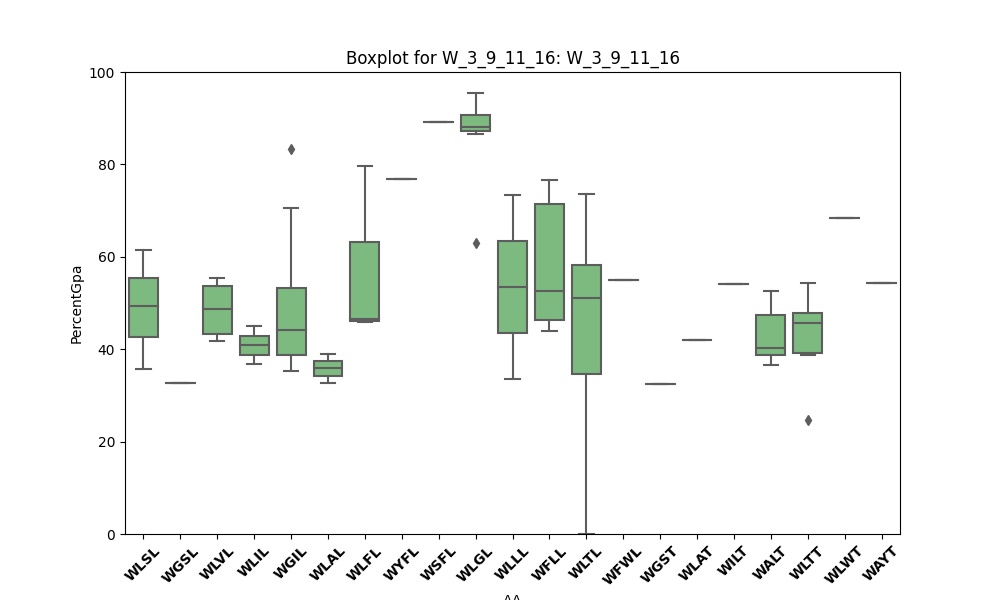 Boxplot for W_3_9_11_16: W_3_9_11_16
100
80
60
40
20
0
PercentGpa
WLSL WGSL WLVL WLIL WGIL WLAL WLFL WYFL WSFL WLGL WLLL WFLL WLTL WFWL WGST WLAT WILT WALT WLTT WLWT WAYT
AA